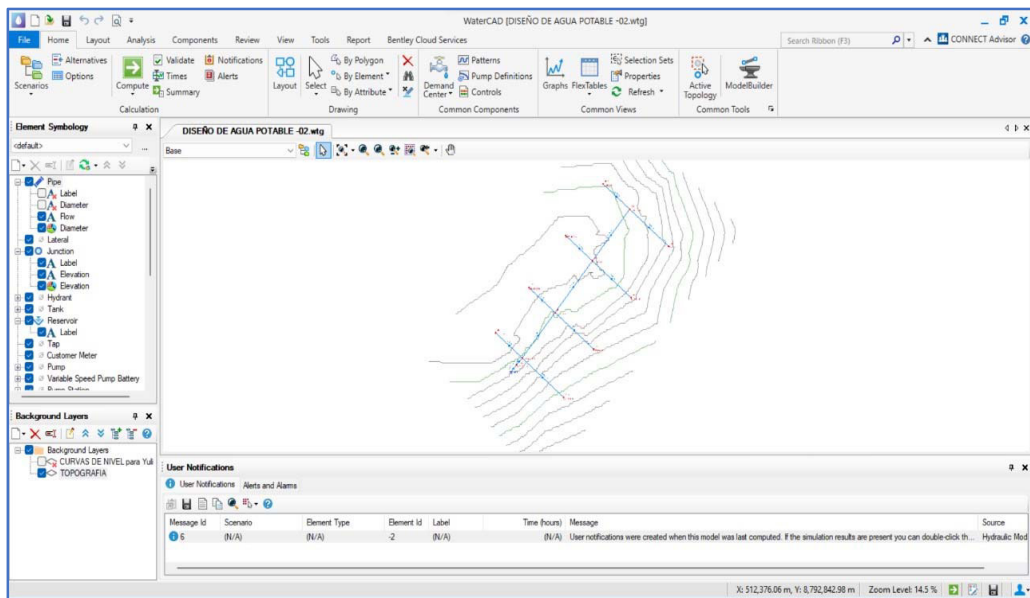 WaterCAD [DISEÑO DE AGUA POTABLE -02.wtg]
File Home Layout Analysis Components Review View Tools Report Bentley Cloud Services
Search Ribbon (F3) CONNECT Advisor
Scenarios Alternatives Options
Compute Validate Notifications Times Alerts Summary
Calculation
Layout Select By Polygon By Element By Attribute
Drawing
Demand Center Patterns Pump Definitions Controls
Common Components
Graphs FlexTables Selection Sets Properties Refresh
Common Views
Active Topology ModelBuilder
Common Tools
Element Symbology
<default>
Pipe
Label
Diameter
Flow
Diameter
Lateral
Junction
Label
Elevation
Elevation
Hydrant
Tank
Reservoir
Label
Tap
Customer Meter
Pump
Variable Speed Pump Battery
Pump Station
Background Layers
Background Layers
CURVAS DE NIVEL para Yuli
TOPOGRAFIA
DISEÑO DE AGUA POTABLE -02.wtg
Base
User Notifications
User Notifications Alerts and Alarms
Message Id Scenario Element Type Element Id Label Time (hours) Message Source
6 (N/A) (N/A) -2 (N/A) (N/A) User notifications were created when this model was last computed. If the simulation results are present you can double-click th... Hydraulic Mod
X: 512,376.06 m, Y: 8,792,842.98 m Zoom Level: 14.5 %